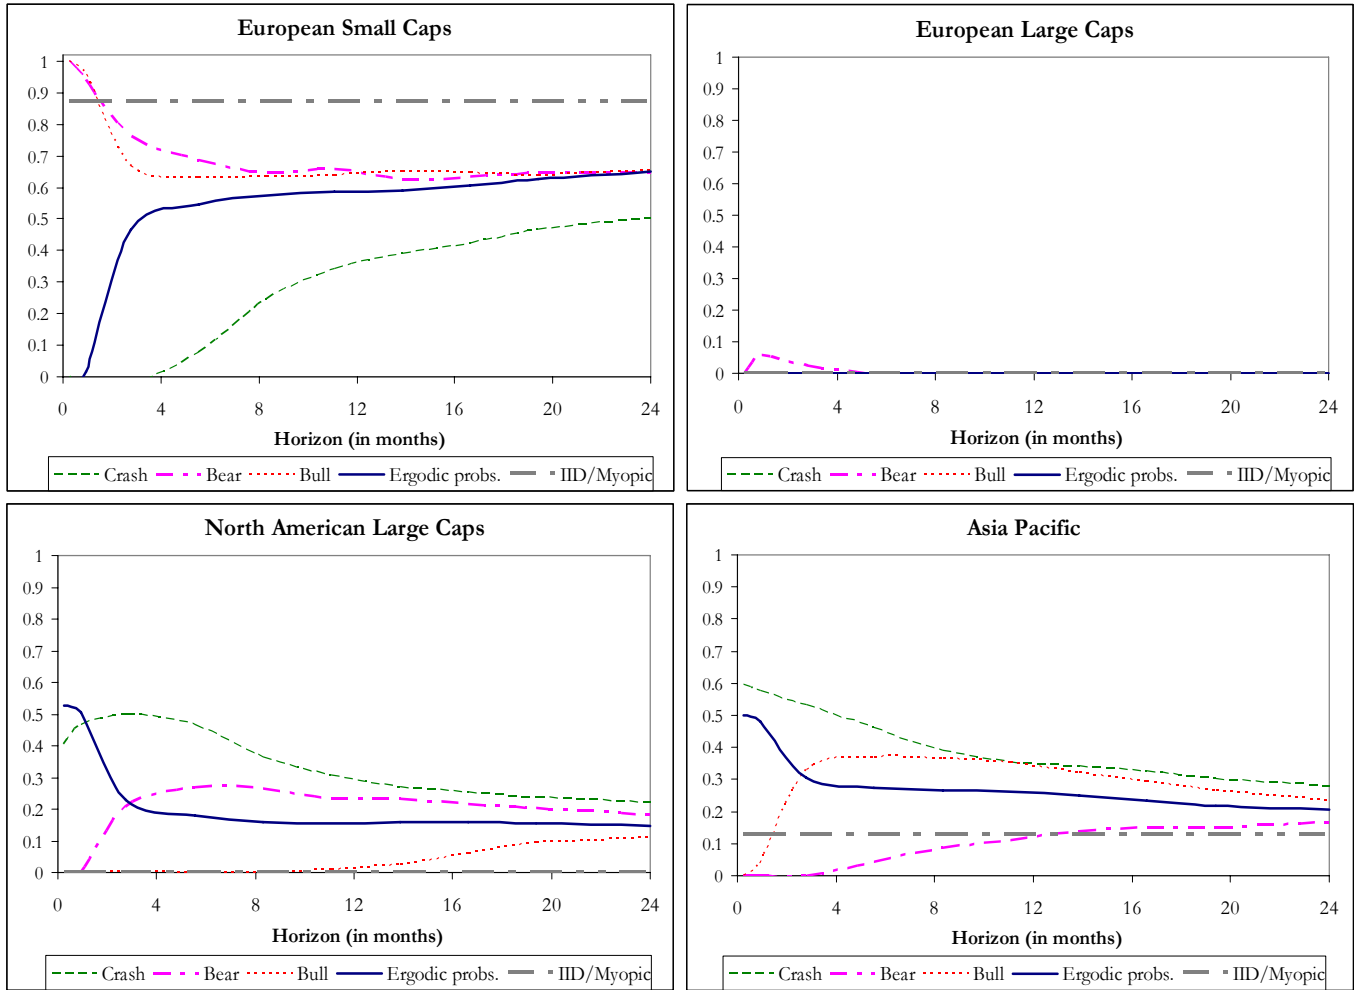 European Small Caps
1
0.9
0.8
0.7
0.6
0.5
0.4
0.3
0.2
0.1
0
0 4 8 12 16 20 24
Horizon (in months)
Crash Bear Bull Ergodic probs. IID/Myopic
European Large Caps
1
0.9
0.8
0.7
0.6
0.5
0.4
0.3
0.2
0.1
0
0 4 8 12 16 20 24
Horizon (in months)
Crash Bear Bull Ergodic probs. IID/Myopic
North American Large Caps
1
0.9
0.8
0.7
0.6
0.5
0.4
0.3
0.2
0.1
0
0 4 8 12 16 20 24
Horizon (in months)
Crash Bear Bull Ergodic probs. IID/Myopic
Asia Pacific
1
0.9
0.8
0.7
0.6
0.5
0.4
0.3
0.2
0.1
0
0 4 8 12 16 20 24
Horizon (in months)
Crash Bear Bull Ergodic probs. IID/Myopic